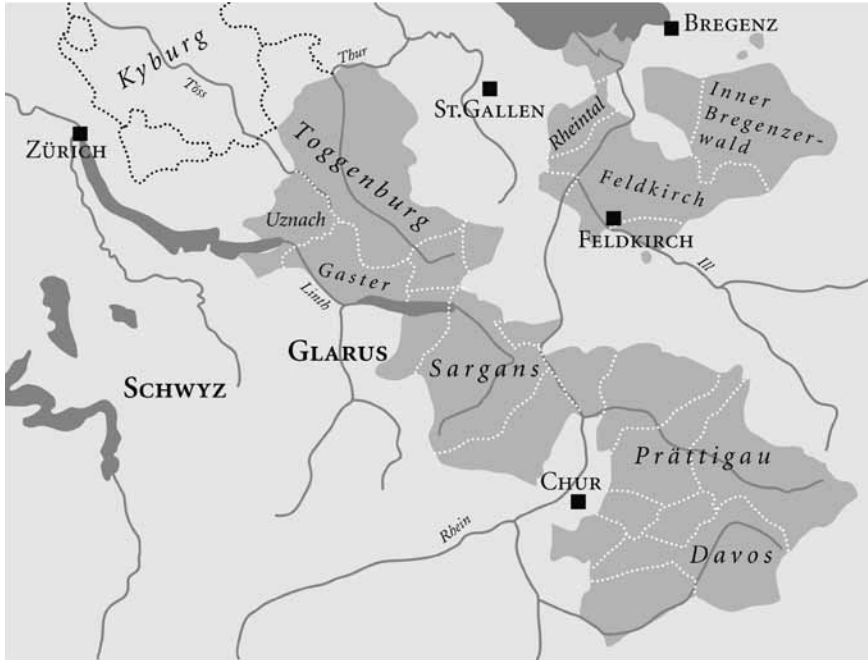 BREGENZ
Kyburg
Thur
Töss
ST.GALLEN
Inner
Bregenzer-
wald
Rheintal
ZÜRICH
Toggenburg
Feldkirch
Uznach
FELDKIRCH
Ill
Gaster
Linth
GLARUS
Sargans
SCHWYZ
Prättigau
CHUR
Rhein
Davos